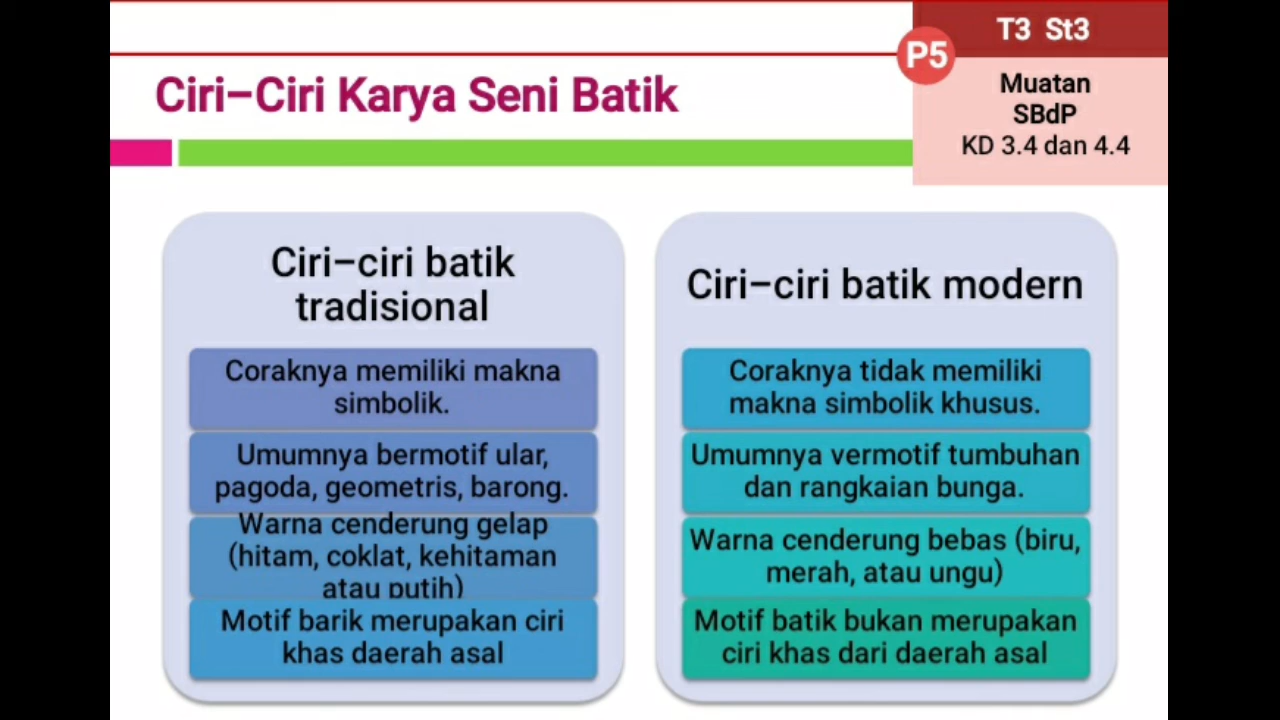 T3 St3
P5
Muatan
SBdP
KD 3.4 dan 4.4
Ciri-Ciri Karya Seni Batik
Ciri-ciri batik
tradisional
Coraknya memiliki makna
simbolik.
Umumnya bermotif ular,
pagoda, geometris, barong.
Warna cenderung gelap
(hitam, coklat, kehitaman
atau putih)
Motif barik merupakan ciri
khas daerah asal
Ciri-ciri batik modern
Coraknya tidak memiliki
makna simbolik khusus.
Umumnya vermotif tumbuhan
dan rangkaian bunga.
Warna cenderung bebas (biru,
merah, atau ungu)
Motif batik bukan merupakan
ciri khas dari daerah asal